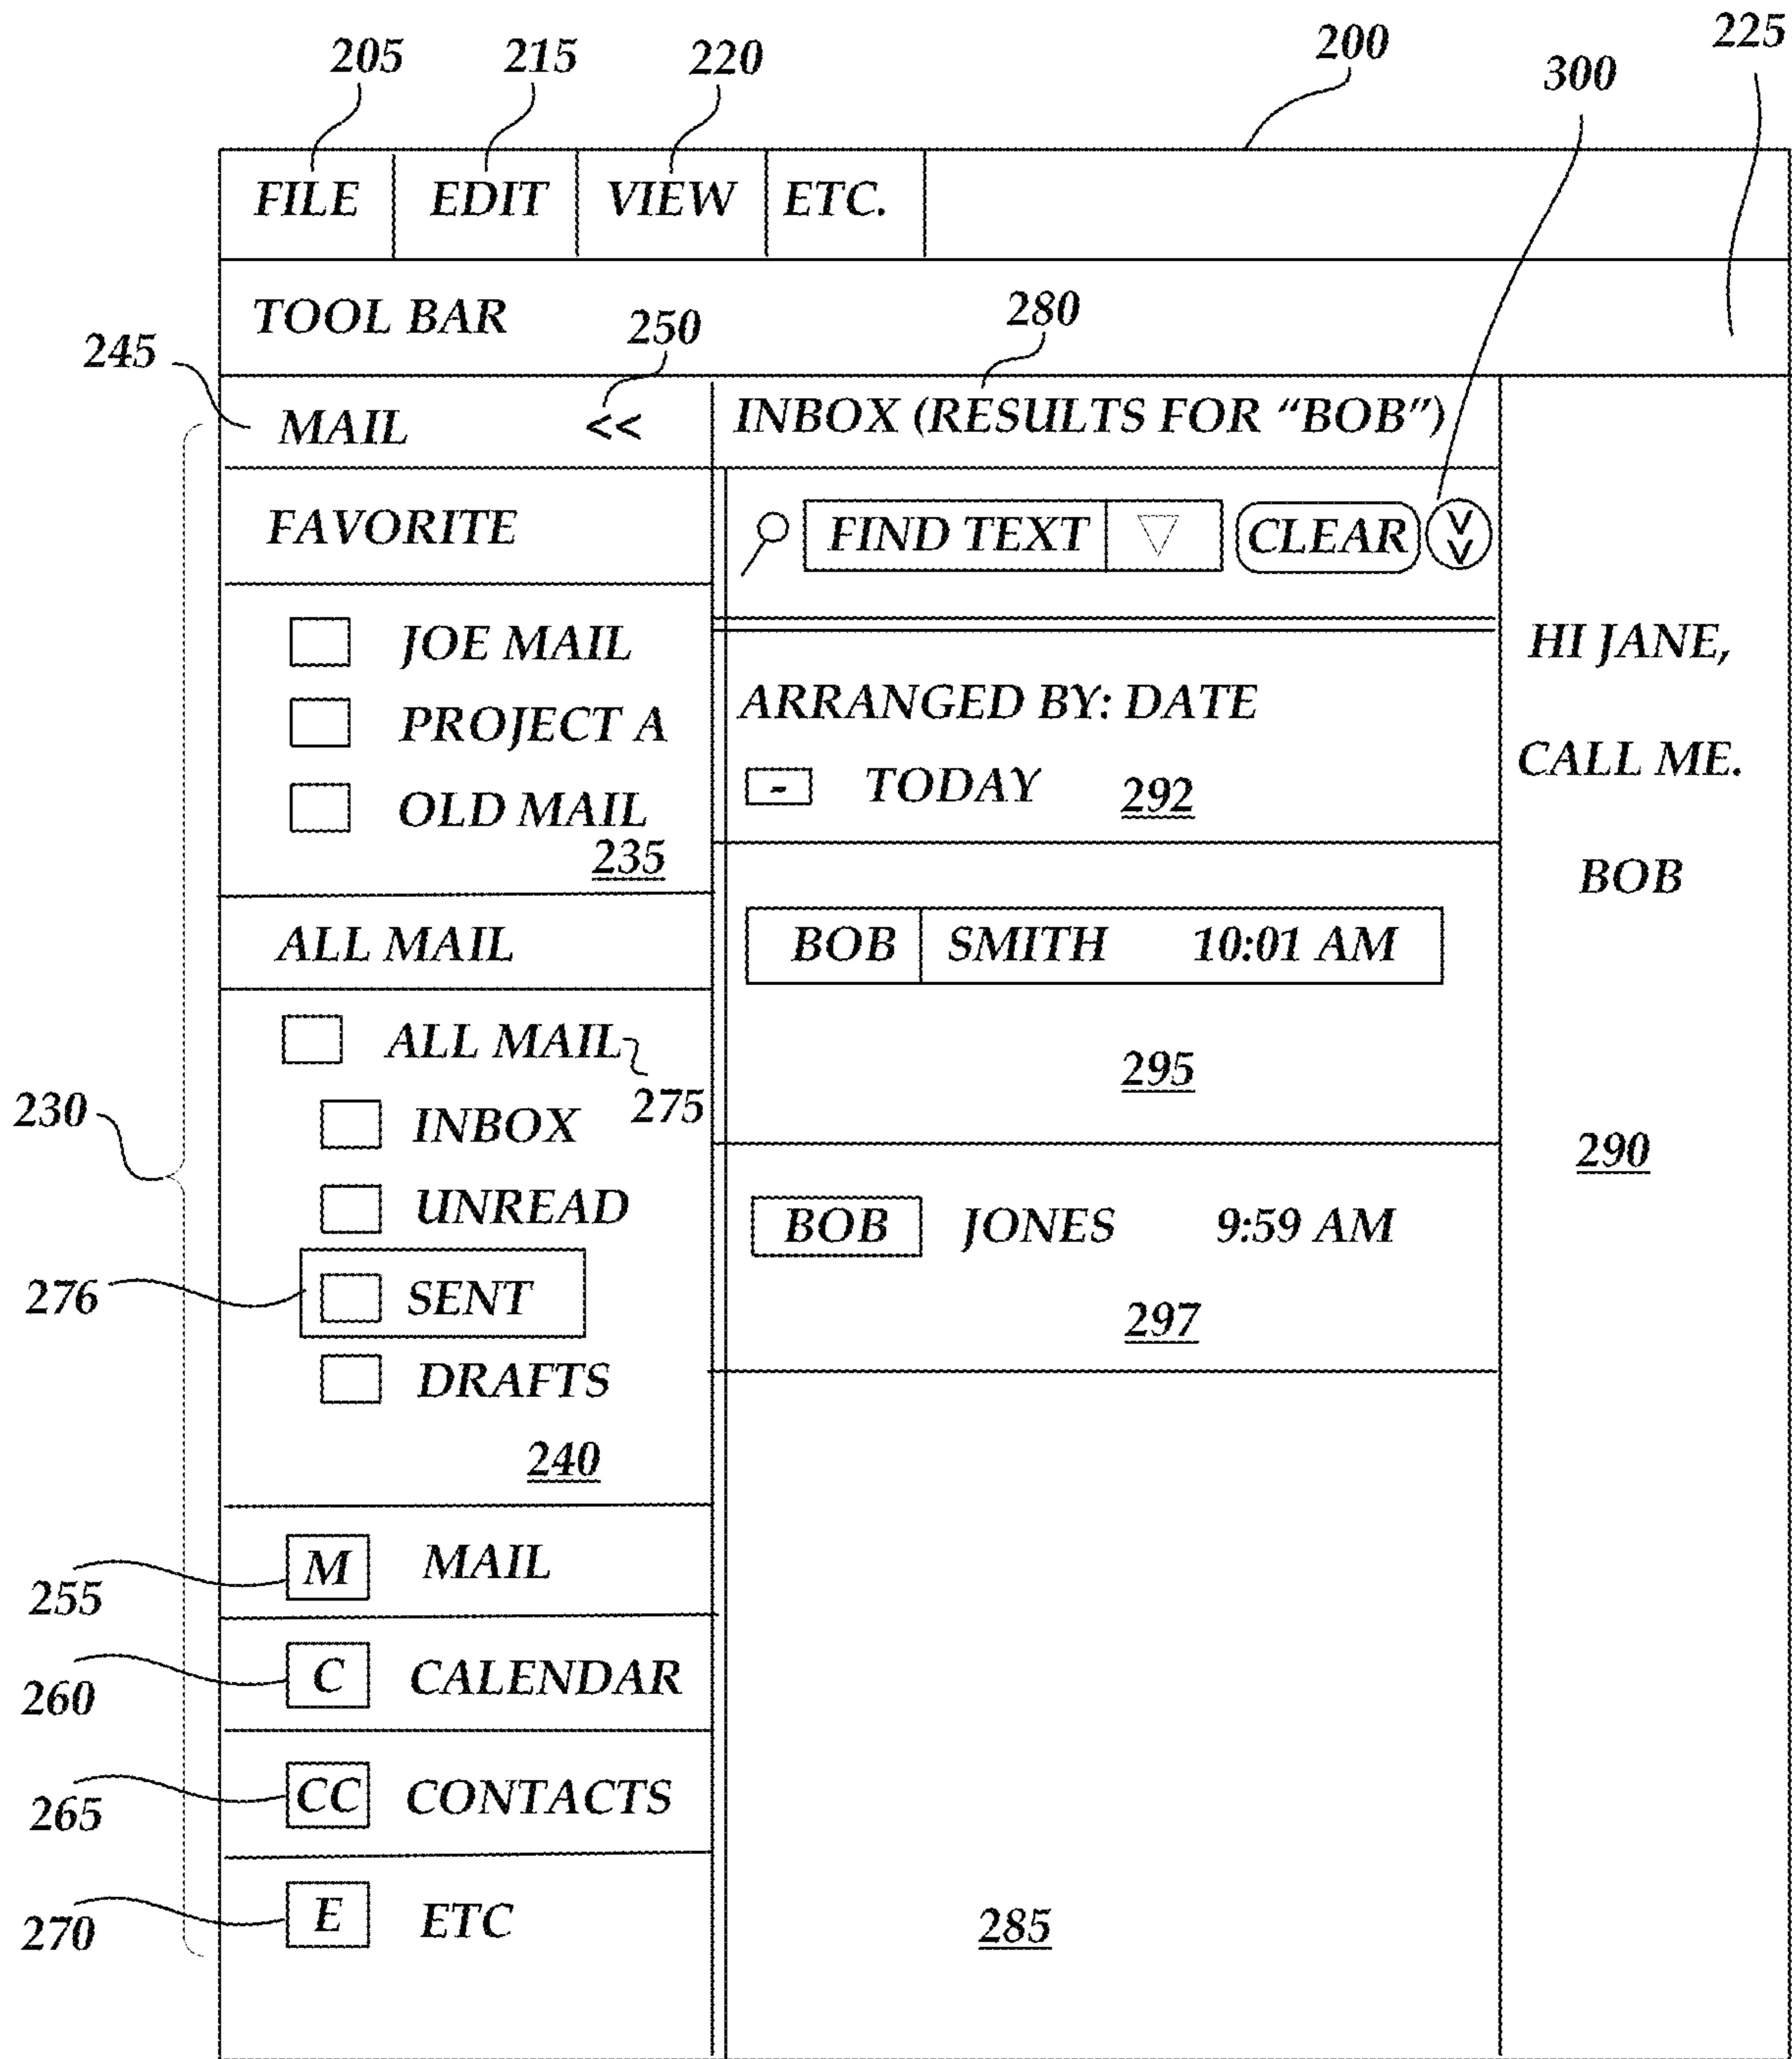 205 215 220 200 300 225
FILE EDIT VIEW ETC.
TOOL BAR
245 250 280
MAIL << INBOX (RESULTS FOR “BOB”)
FAVORITE
FIND TEXT CLEAR
JOE MAIL
PROJECT A
OLD MAIL
235
ALL MAIL
ALL MAIL 275
INBOX
UNREAD
276 SENT
DRAFTS
240
230
255 M MAIL
260 C CALENDAR
265 CC CONTACTS
270 E ETC
ARRANGED BY: DATE
- TODAY 292
BOB SMITH 10:01 AM
295
BOB JONES 9:59 AM
297
285
HI JANE,
CALL ME.
BOB
290